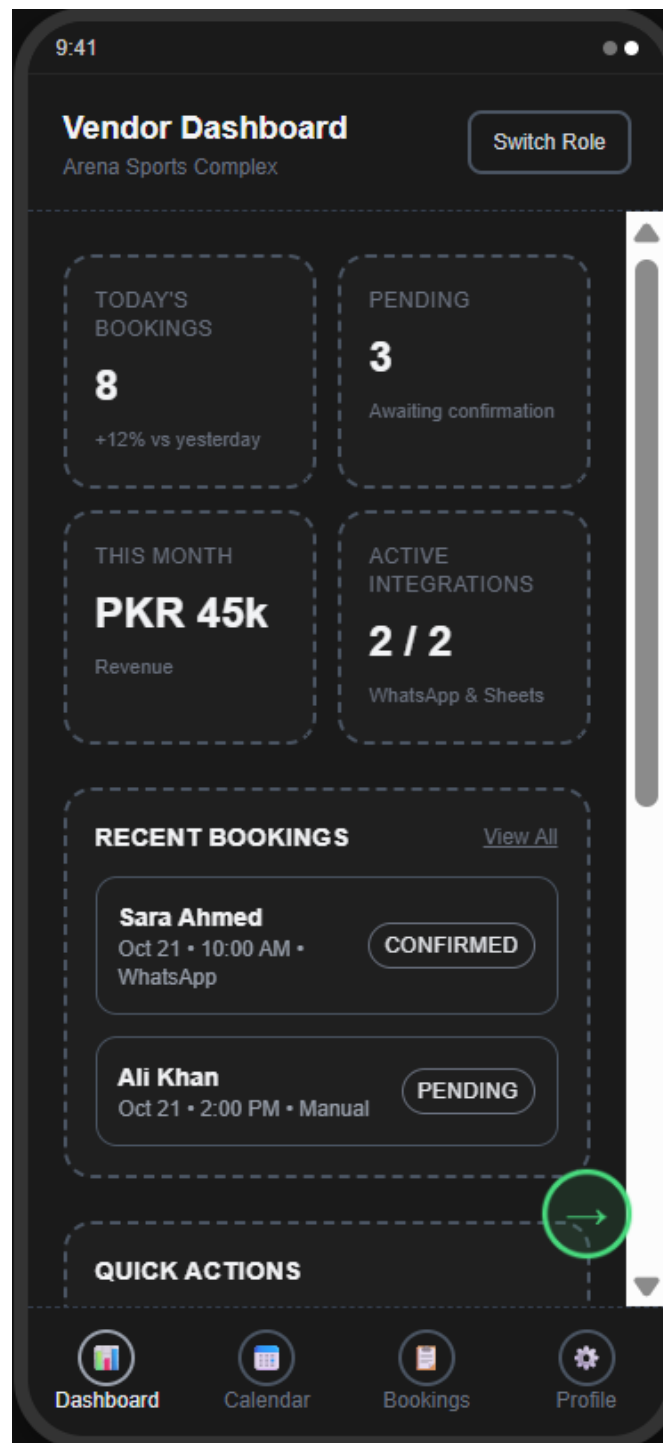 9:41
Vendor Dashboard
Arena Sports Complex
Switch Role
TODAY'S
BOOKINGS
8
+12% vs yesterday
PENDING
3
Awaiting confirmation
THIS MONTH
PKR 45k
Revenue
ACTIVE
INTEGRATIONS
2 / 2
WhatsApp & Sheets
RECENT BOOKINGS
View All
Sara Ahmed
Oct 21 • 10:00 AM •
WhatsApp
CONFIRMED
Ali Khan
Oct 21 • 2:00 PM • Manual
PENDING
→
QUICK ACTIONS
Dashboard
Calendar
Bookings
Profile